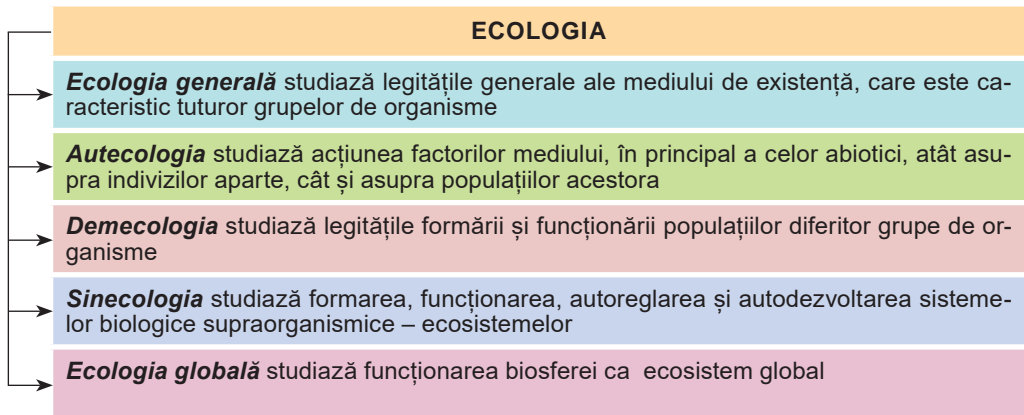 ECOLOGIA
Ecologia generală studiază legitățile generale ale mediului de existență, care este ca-
racteristic tuturor grupelor de organisme
Autecologia studiază acțiunea factorilor mediului, în principal a celor abiotici, atât asu-
pra indivizilor aparte, cât și asupra populațiilor acestora
Demecologia studiază legitățile formării și funcționării populațiilor diferitor grupe de or-
ganisme
Sinecologia studiază formarea, funcționarea, autoreglarea și autodezvoltarea sisteme-
lor biologice supraorganismice – ecosistemelor
Ecologia globală studiază funcționarea biosferei ca ecosistem global